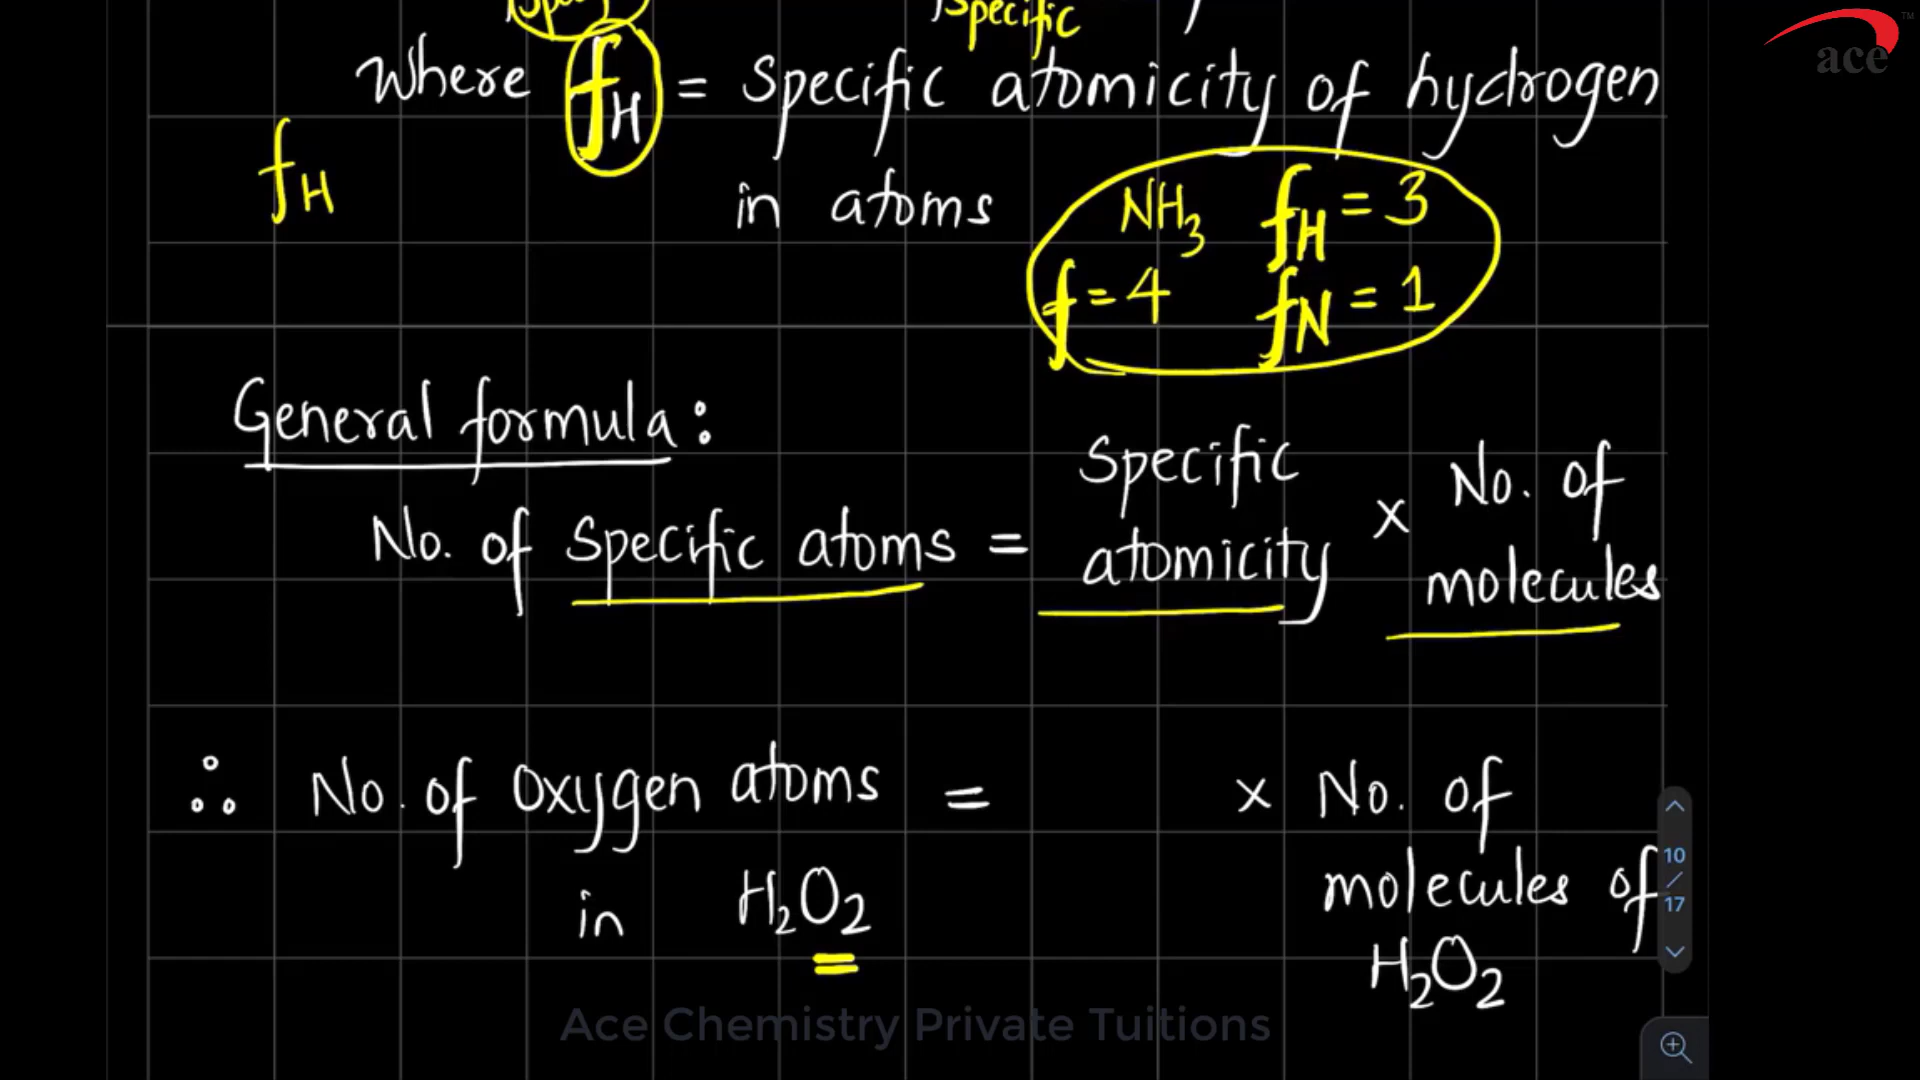 specific
Where fH = Specific atomicity of hydrogen
in atoms
fH
NH3 fH = 3
f = 4 fN = 1
General formula:
No. of Specific atoms = Specific atomicity × No. of molecules
∴ No. of Oxygen atoms in H2O2 = × No. of molecules of H2O2
10
/
17
Ace Chemistry Private Tuitions
ace
TM